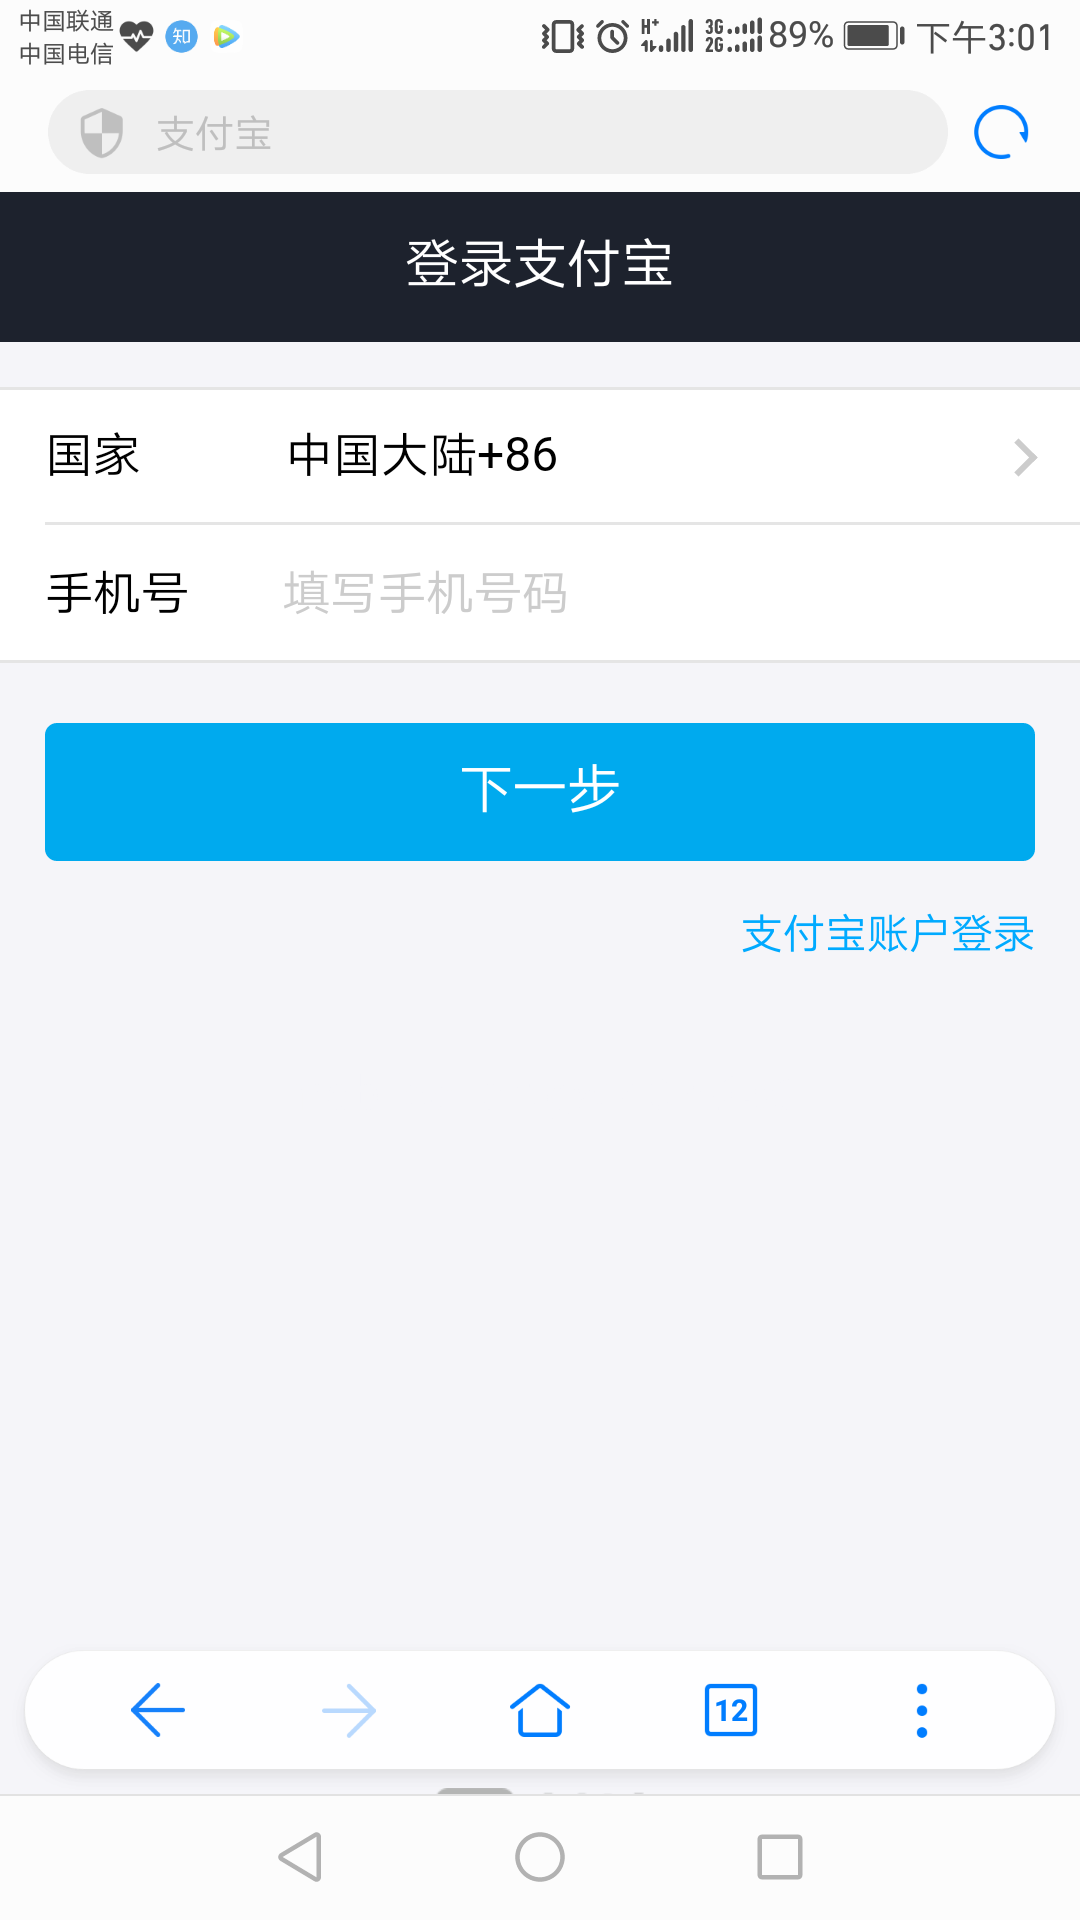 中国联通
中国电信
知
H+
3G
2G
89%
下午3:01
支付宝
登录支付宝
国家 中国大陆+86
手机号 填写手机号码
下一步
支付宝账户登录
12